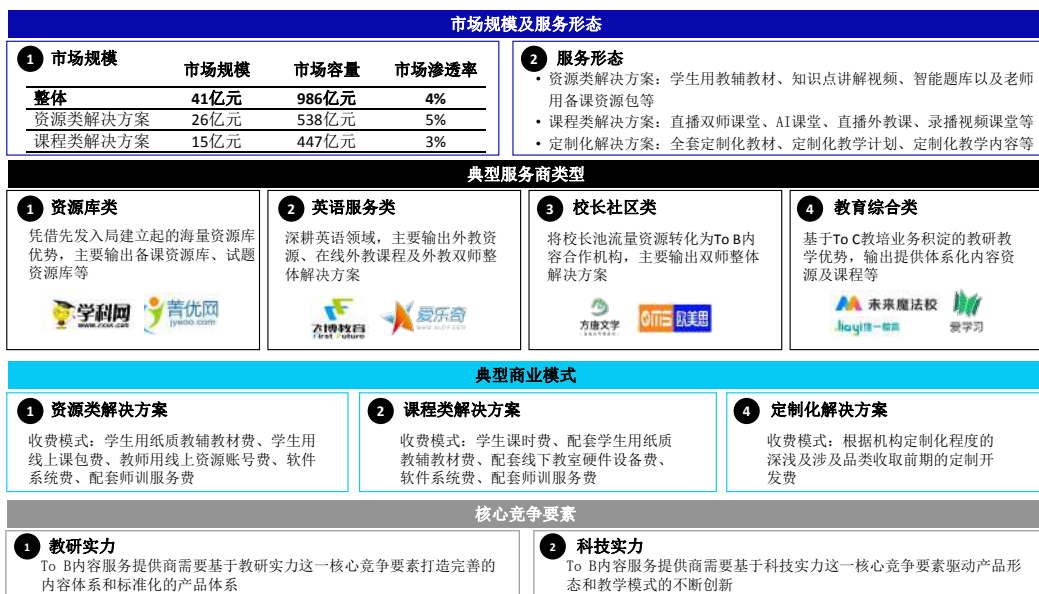 市场规模及服务形态
1 市场规模
市场规模 市场容量 市场渗透率
整体 41亿元 986亿元 4%
资源类解决方案 26亿元 538亿元 5%
课程类解决方案 15亿元 447亿元 3%
2 服务形态
• 资源类解决方案：学生用教辅教材、知识点讲解视频、智能题库以及老师
用备课资源包等
• 课程类解决方案：直播双师课堂、AI课堂、直播外教课、录播视频课堂等
• 定制化解决方案：全套定制化教材、定制化教学计划、定制化教学内容等
典型服务商类型
1 资源库类
凭借先发入局建立起的海量资源库
优势，主要输出备课资源库、试题
资源库等
学科网
www.zxxk.com
菁优网
jyeoo.com
2 英语服务类
深耕英语领域，主要输出外教资
源、在线外教课程及外教双师整
体解决方案
飞博教育
First Future
爱乐奇
3 校长社区类
将校长池流量资源转化为To B内
容合作机构，主要输出双师整体
解决方案
方唐文学
OMS 欧美思
4 教育综合类
基于To C教培业务积淀的教研教
学优势，输出提供体系化内容资
源及课程等
未来魔法校
Jiayi佳一教育
爱学习
典型商业模式
1 资源类解决方案
收费模式：学生用纸质教辅教材费、学生用
线上课包费、教师用线上资源账号费、软件
系统费、配套师训服务费
2 课程类解决方案
收费模式：学生课时费、配套学生用纸质
教辅教材费、配套线下教室硬件设备费、
软件系统费、配套师训服务费
4 定制化解决方案
收费模式：根据机构定制化程度的
深浅及涉及品类收取前期的定制开
发费
核心竞争要素
1 教研实力
To B内容服务提供商需要基于教研实力这一核心竞争要素打造完善的
内容体系和标准化的产品体系
2 科技实力
To B内容服务提供商需要基于科技实力这一核心竞争要素驱动产品形
态和教学模式的不断创新